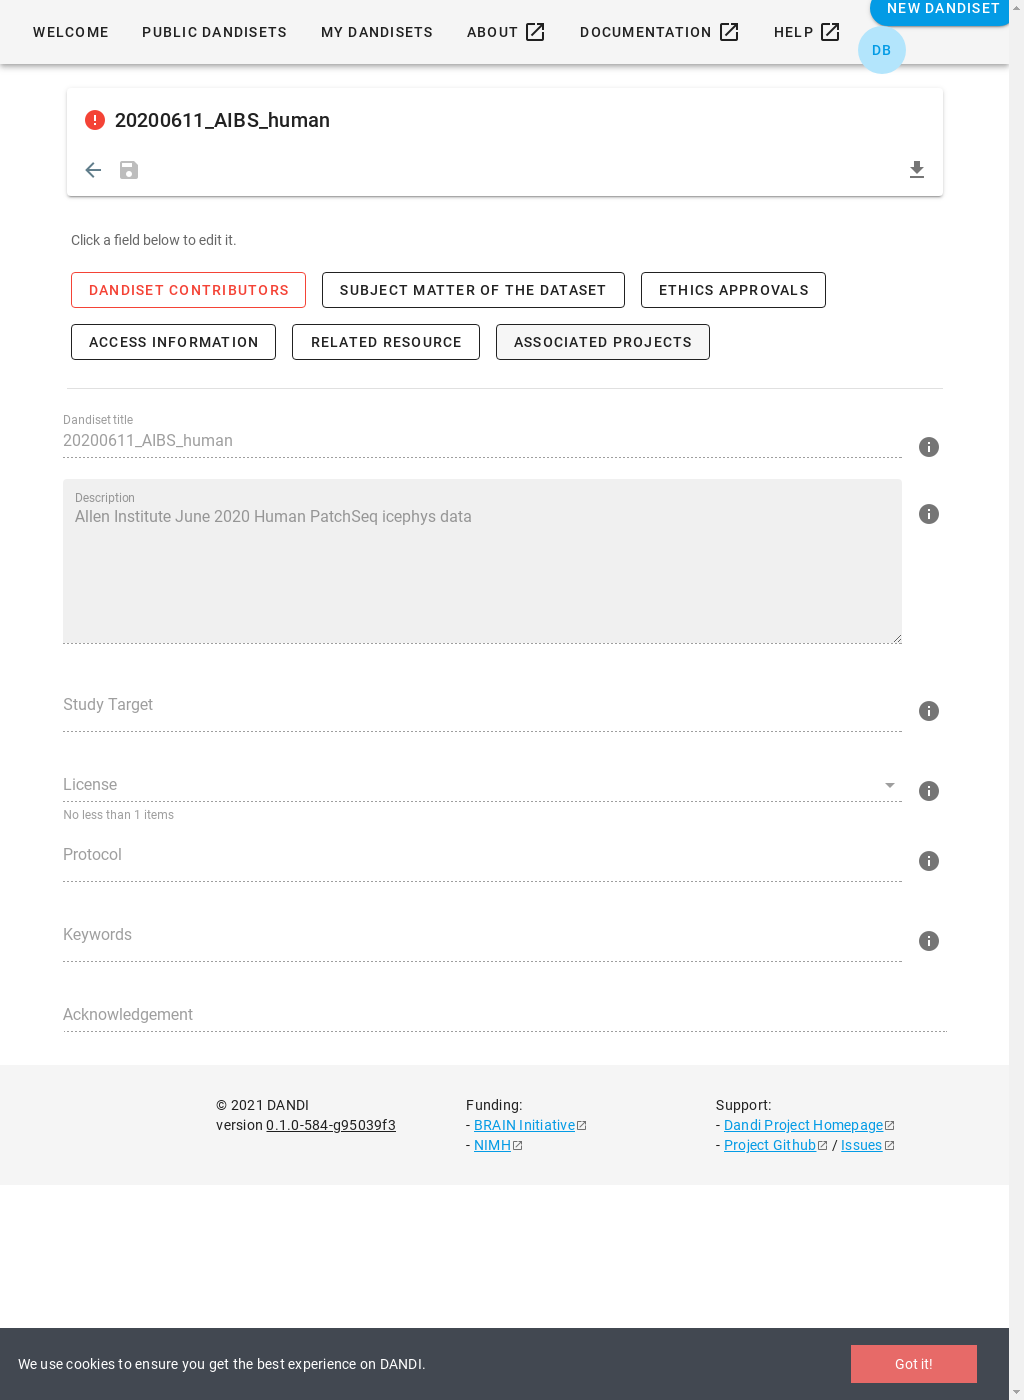 WELCOME PUBLIC DANDISETS MY DANDISETS ABOUT DOCUMENTATION HELP NEW DANDISET
DB
20200611_AIBS_human
Click a field below to edit it.
DANDISET CONTRIBUTORS SUBJECT MATTER OF THE DATASET ETHICS APPROVALS
ACCESS INFORMATION RELATED RESOURCE ASSOCIATED PROJECTS
Dandiset title
20200611_AIBS_human
Description
Allen Institute June 2020 Human PatchSeq icephys data
Study Target
License
No less than 1 items
Protocol
Keywords
Acknowledgement
© 2021 DANDI
version 0.1.0-584-g95039f3
Funding:
- BRAIN Initiative
- NIMH
Support:
- Dandi Project Homepage
- Project Github / Issues
We use cookies to ensure you get the best experience on DANDI. Got it!